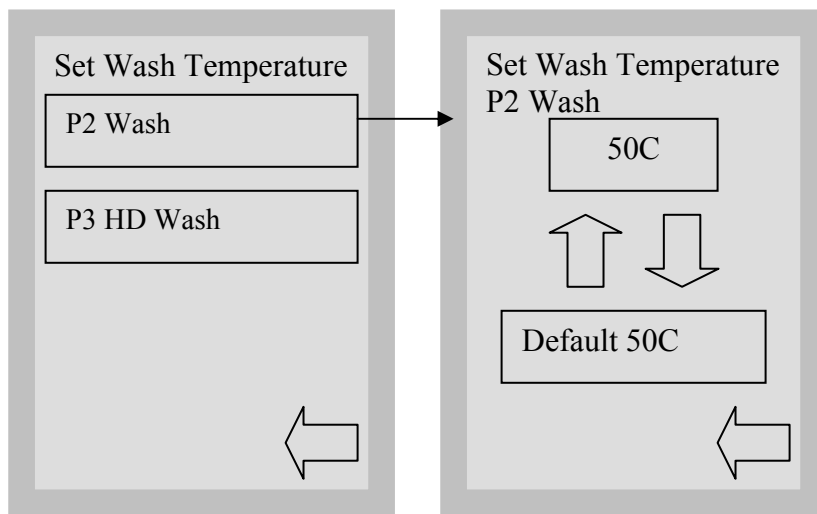 Set Wash Temperature
P2 Wash
P3 HD Wash
Set Wash Temperature
P2 Wash
50C
Default 50C